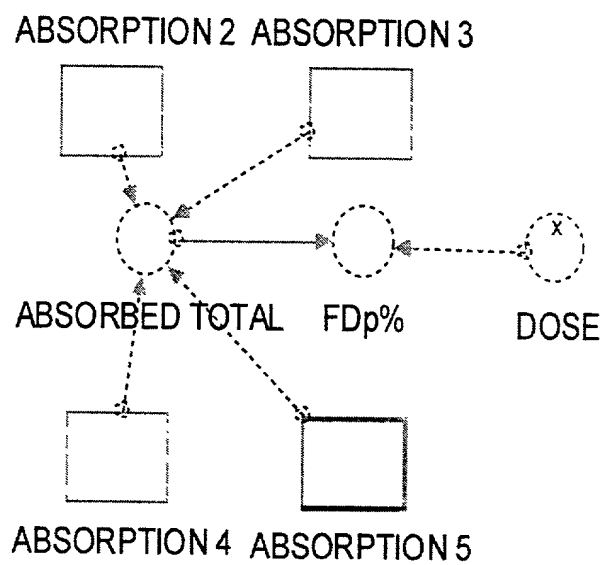 ABSORPTION 2 ABSORPTION 3
x
ABSORBED TOTAL FDp% DOSE
ABSORPTION 4 ABSORPTION 5